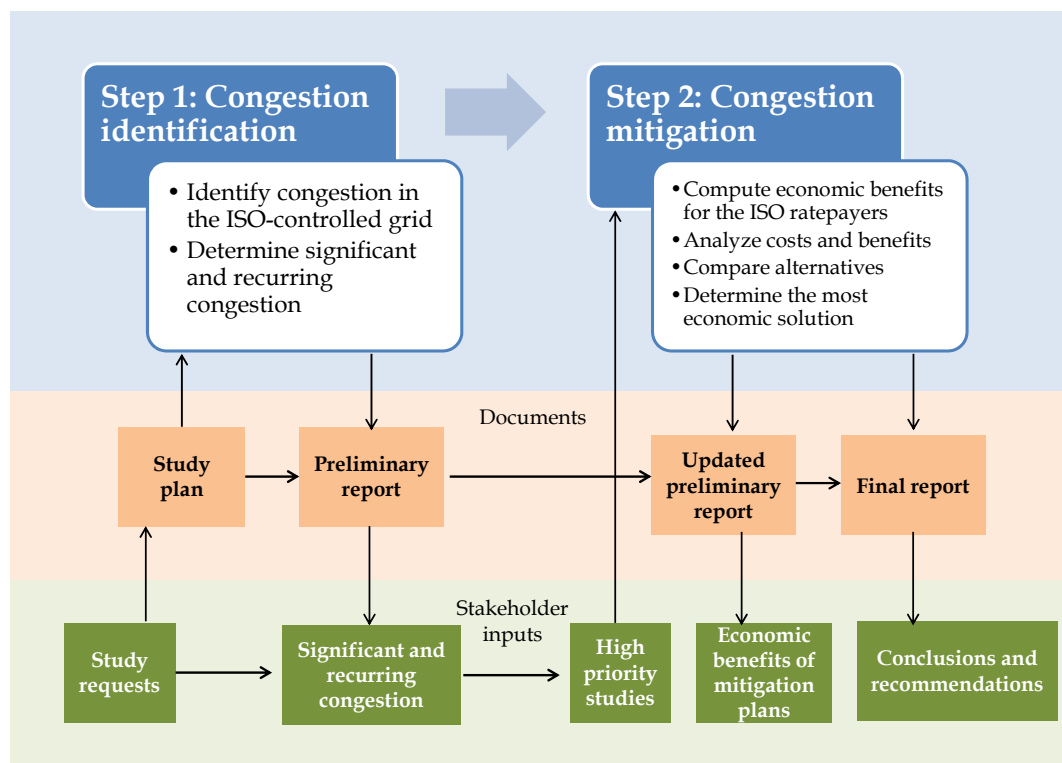 Step 1: Congestion
identification
• Identify congestion in
the ISO-controlled grid
• Determine significant
and recurring
congestion
Step 2: Congestion
mitigation
• Compute economic benefits
for the ISO ratepayers
• Analyze costs and benefits
• Compare alternatives
• Determine the most
economic solution
Documents
Study
plan
Preliminary
report
Updated
preliminary
report
Final report
Stakeholder
inputs
Study
requests
Significant and
recurring
congestion
High
priority
studies
Economic
benefits of
mitigation
plans
Conclusions and
recommendations